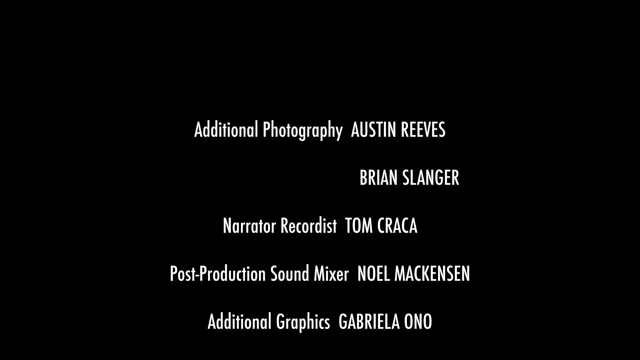 Additional Photography AUSTIN REEVES
BRIAN SLANGER
Narrator Recordist TOM CRACA
Post-Production Sound Mixer NOEL MACKENSEN
Additional Graphics GABRIELA ONO